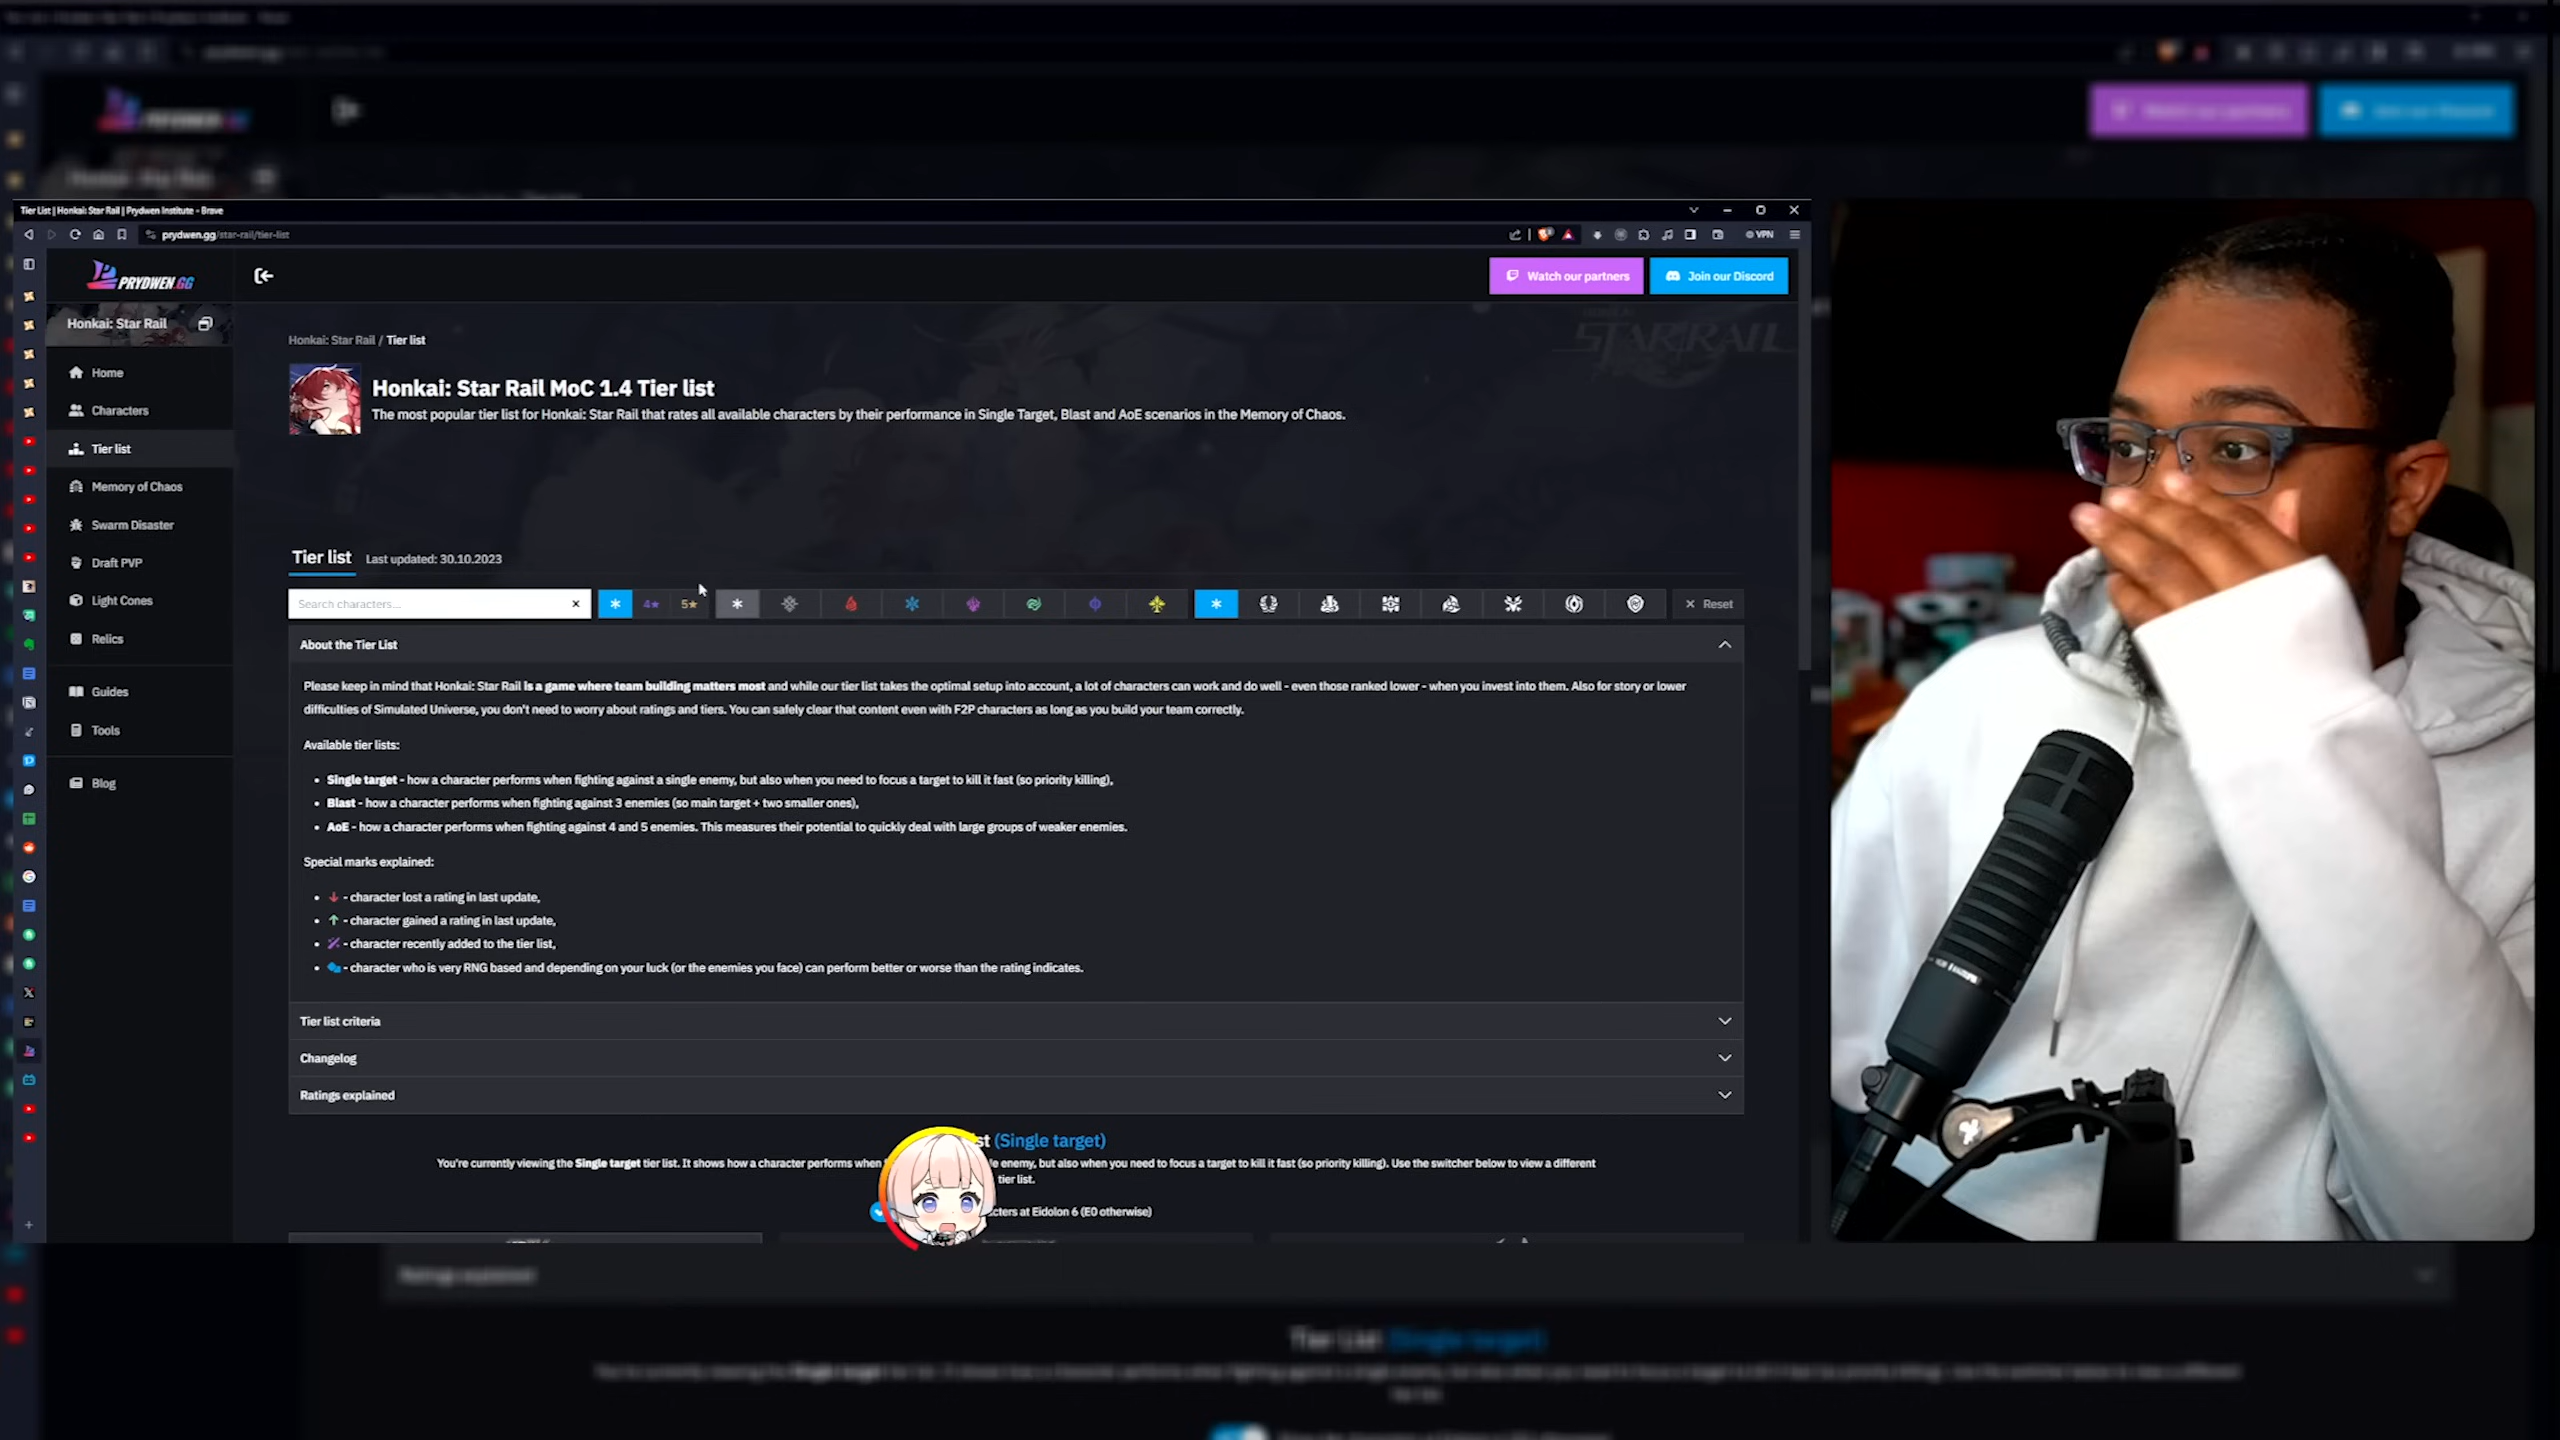 Tier List | Honkai: Star Rail | Prydwen Institute - Brave
prydwen.gg/star-rail/tier-list
VPN
PRYDWEN.GG
Watch our partners
Join our Discord
Honkai: Star Rail
Home
Characters
Tier list
Memory of Chaos
Swarm Disaster
Draft PVP
Light Cones
Relics
Guides
Tools
Blog
Honkai: Star Rail / Tier list
STAR RAIL
Honkai: Star Rail MoC 1.4 Tier list
The most popular tier list for Honkai: Star Rail that rates all available characters by their performance in Single Target, Blast and AoE scenarios in the Memory of Chaos.
Tier list Last updated: 30.10.2023
Search characters...
4★ 5★
Reset
About the Tier List
Please keep in mind that Honkai: Star Rail is a game where team building matters most and while our tier list takes the optimal setup into account, a lot of characters can work and do well - even those ranked lower - when you invest into them. Also for story or lower
difficulties of Simulated Universe, you don't need to worry about ratings and tiers. You can safely clear that content even with F2P characters as long as you build your team correctly.
Available tier lists:
• Single target - how a character performs when fighting against a single enemy, but also when you need to focus a target to kill it fast (so priority killing),
• Blast - how a character performs when fighting against 3 enemies (so main target + two smaller ones),
• AoE - how a character performs when fighting against 4 and 5 enemies. This measures their potential to quickly deal with large groups of weaker enemies.
Special marks explained:
• - character lost a rating in last update,
• - character gained a rating in last update,
• - character recently added to the tier list,
• - character who is very RNG based and depending on your luck (or the enemies you face) can perform better or worse than the rating indicates.
Tier list criteria
Changelog
Ratings explained
st (Single target)
You're currently viewing the Single target tier list. It shows how a character performs when enemy, but also when you need to focus a target to kill it fast (so priority killing). Use the switcher below to view a different
tier list.
cters at Eidolon 6 (E0 otherwise)
Ratings explained
Tier List (Single target)